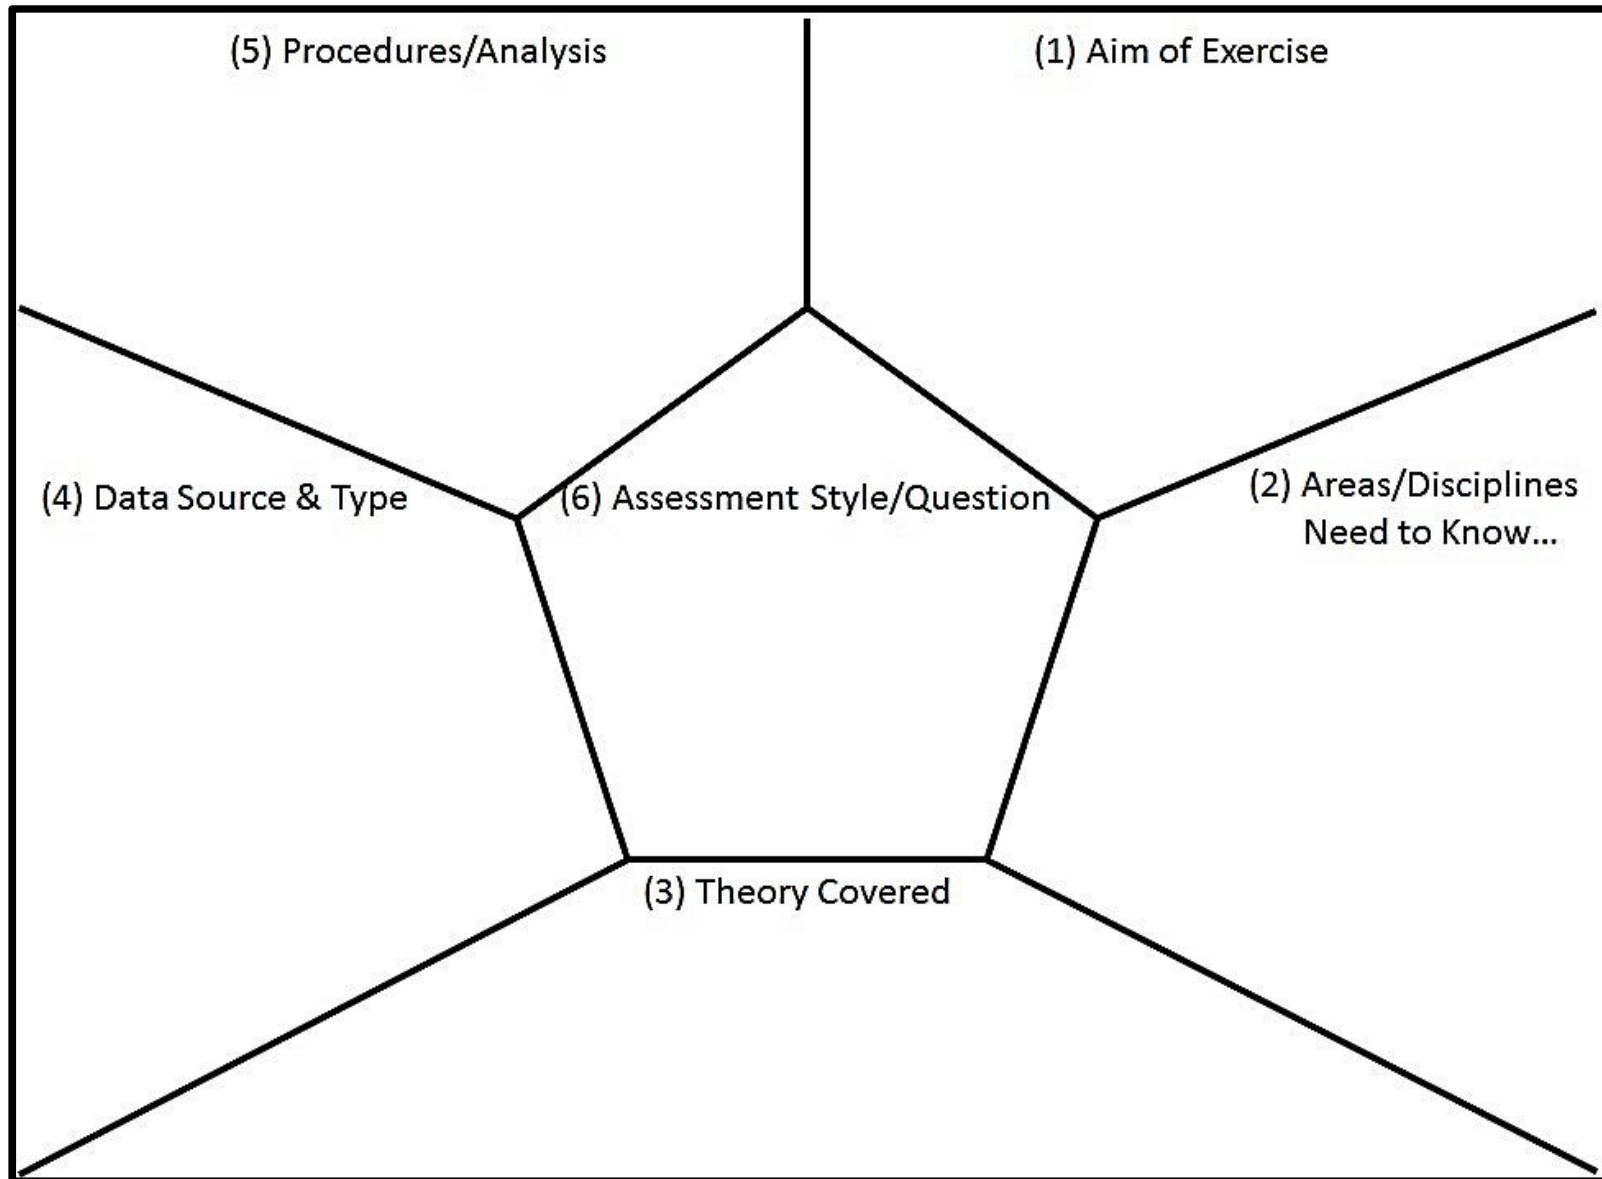 (5) Procedures/Analysis
(1) Aim of Exercise
(4) Data Source & Type
(6) Assessment Style/Question
(2) Areas/Disciplines
Need to Know...
(3) Theory Covered